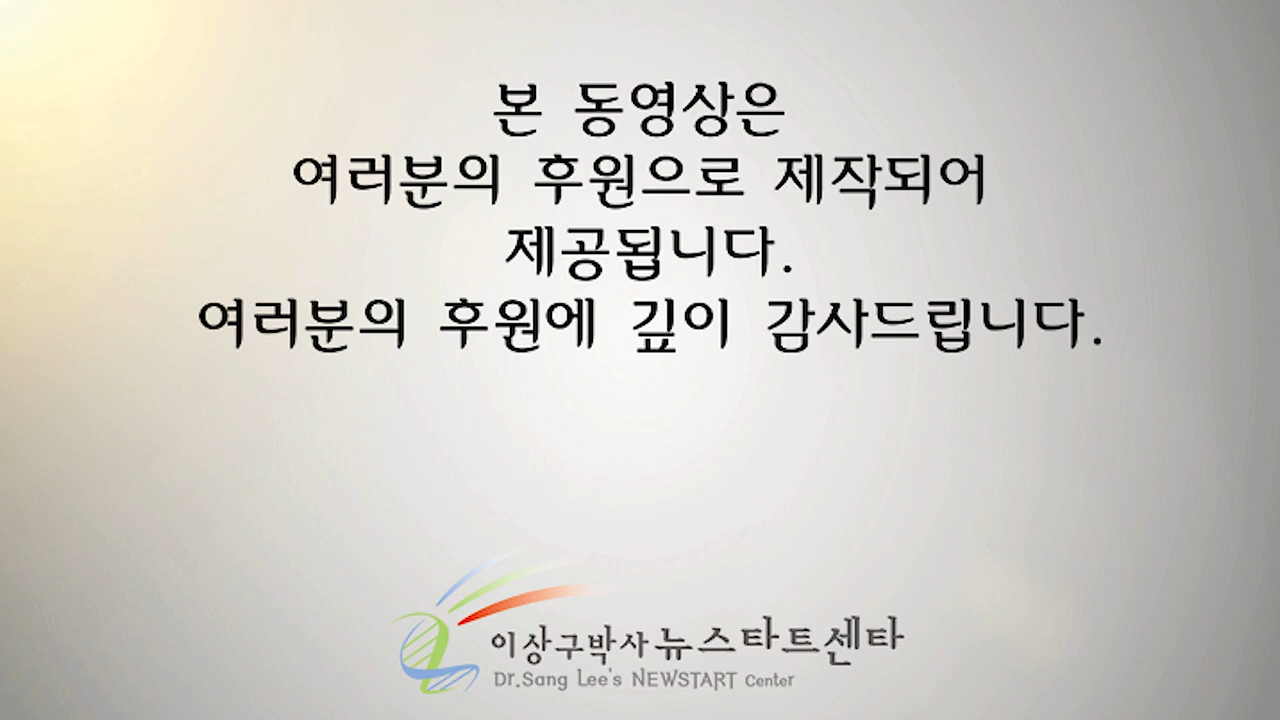 본 동영상은
여러분의 후원으로 제작되어
제공됩니다.
여러분의 후원에 깊이 감사드립니다.
이상구박사뉴스타트센타
Dr.Sang Lee's NEWSTART Center